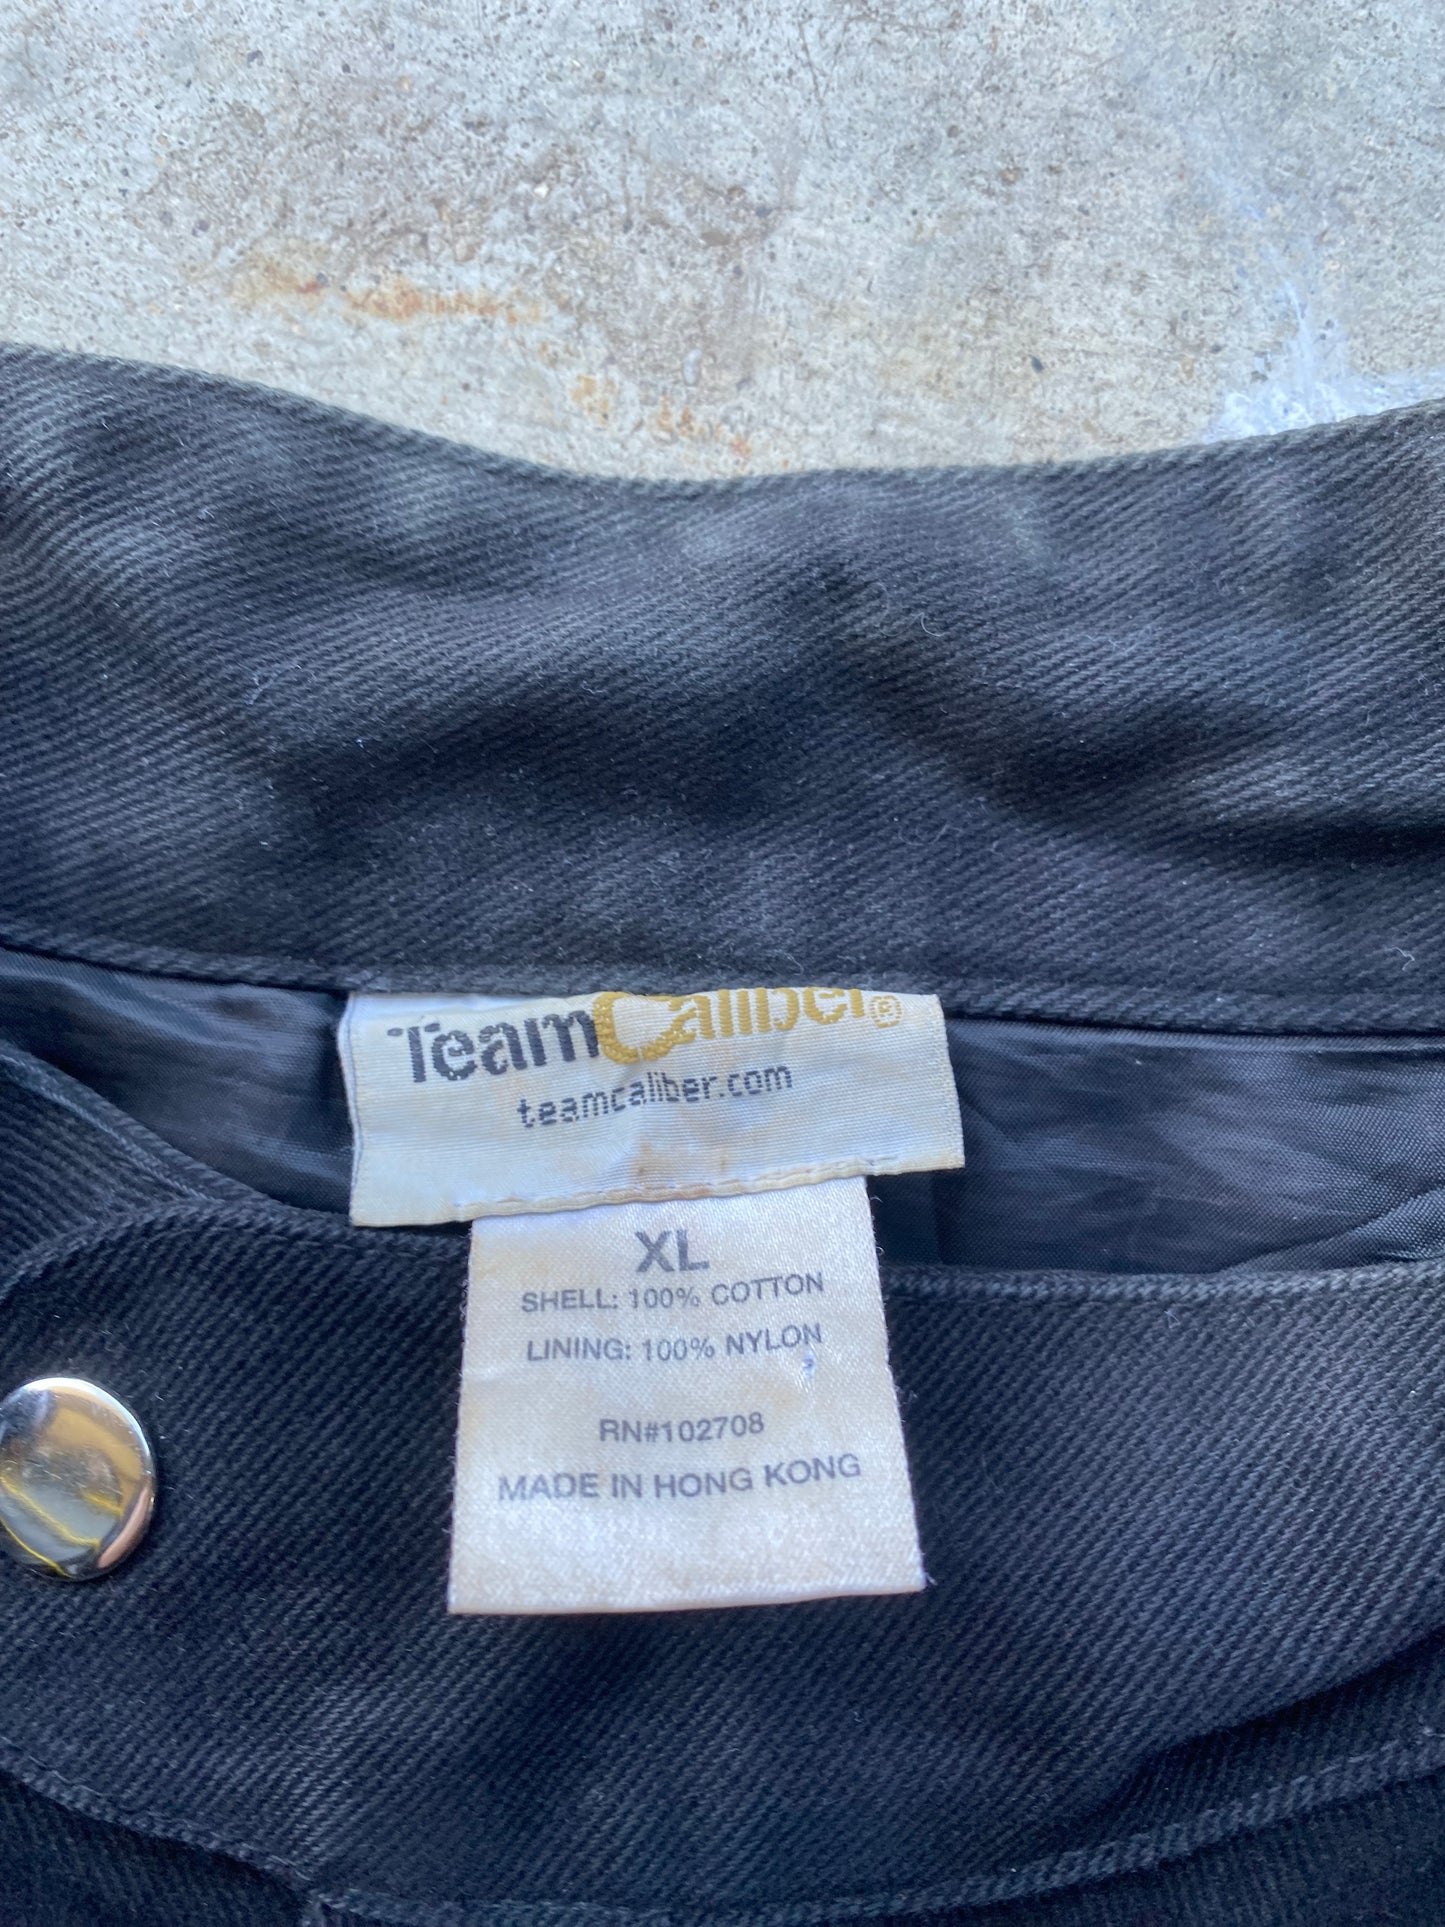 TeamCaliber®
teamcaliber.com
XL
SHELL: 100% COTTON
LINING: 100% NYLON
RN#102708
MADE IN HONG KONG